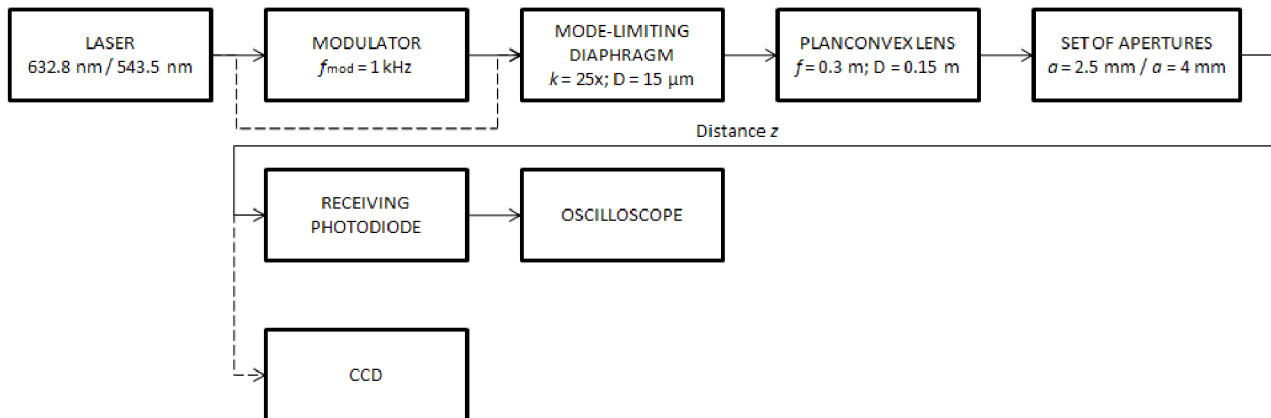 LASER
632.8 nm / 543.5 nm
MODULATOR
fmod = 1 kHz
MODE-LIMITING
DIAPHRAGM
k = 25x; D = 15 µm
PLANCONVEX LENS
f = 0.3 m; D = 0.15 m
SET OF APERTURES
a = 2.5 mm / a = 4 mm
Distance z
RECEIVING
PHOTODIODE
OSCILLOSCOPE
CCD